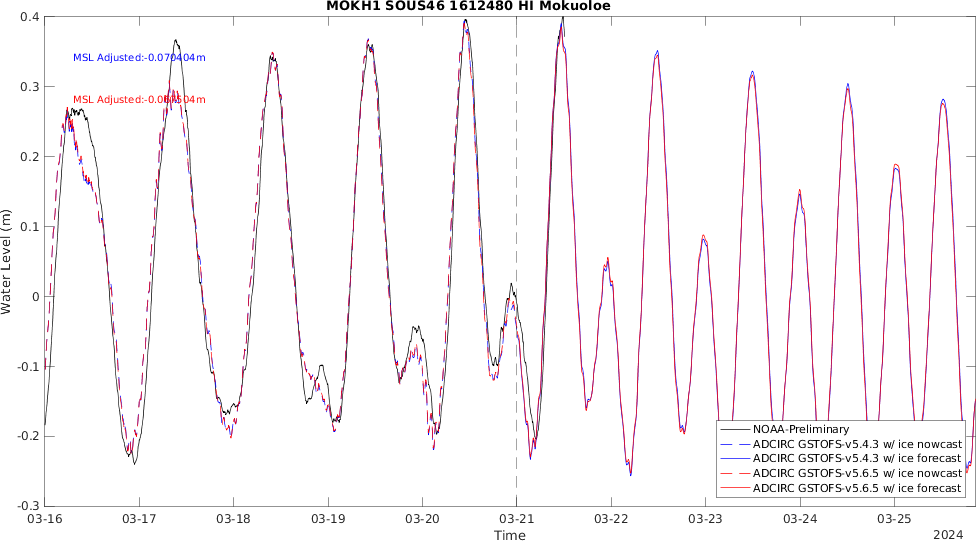 MOKH1 SOUS46 1612480 HI Mokuoloe
0.4
MSL Adjusted:-0.070404m
0.3
MSL Adjusted:
0.2
0.1
Water Level (m)
0
-0.1
-0.2
NOAA-Preliminary
ADCIRC GSTOFS-v5.4.3 w/ ice nowcast
ADCIRC GSTOFS-v5.4.3 w/ ice forecast
ADCIRC GSTOFS-v5.6.5 w/ ice nowcast
ADCIRC GSTOFS-v5.6.5 w/ ice forecast
-0.3
03-16 03-17 03-18 03-19 03-20 03-21 03-22 03-23 03-24 03-25
Time
2024